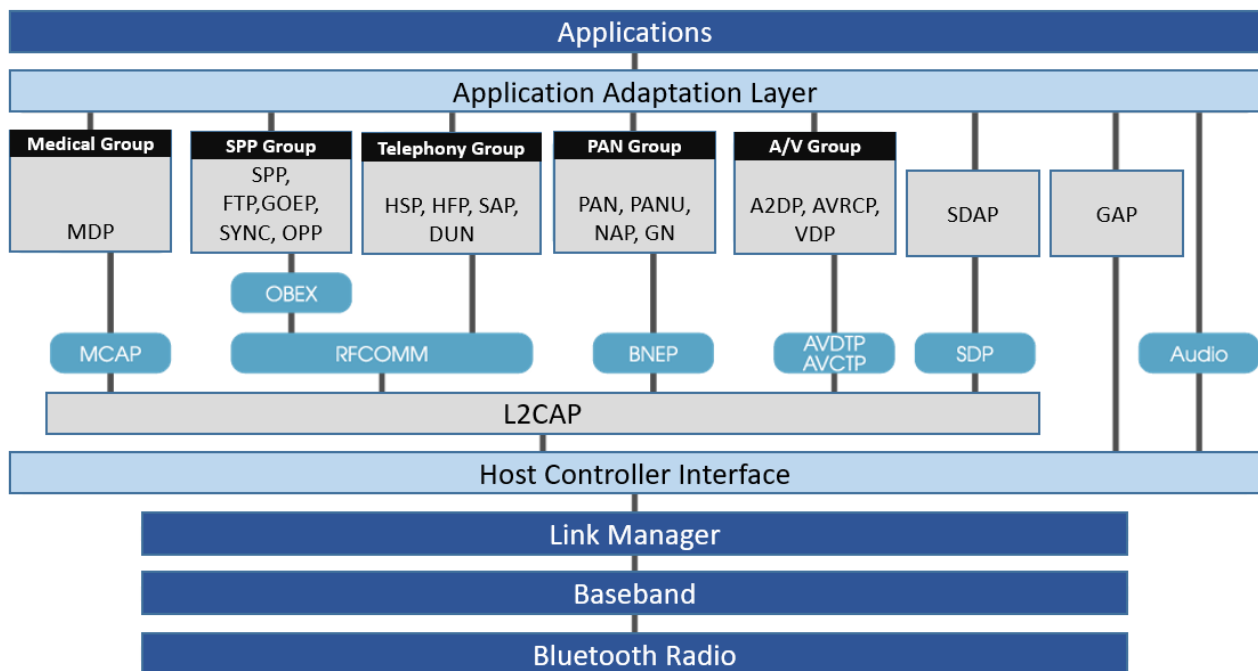 Applications
Application Adaptation Layer
Medical Group
MDP
SPP Group
SPP,
FTP,GOEP,
SYNC, OPP
Telephony Group
HSP, HFP, SAP,
DUN
PAN Group
PAN, PANU,
NAP, GN
A/V Group
A2DP, AVRCP,
VDP
SDAP
GAP
OBEX
MCAP
RFCOMM
BNEP
AVDTP
AVCTP
SDP
Audio
L2CAP
Host Controller Interface
Link Manager
Baseband
Bluetooth Radio